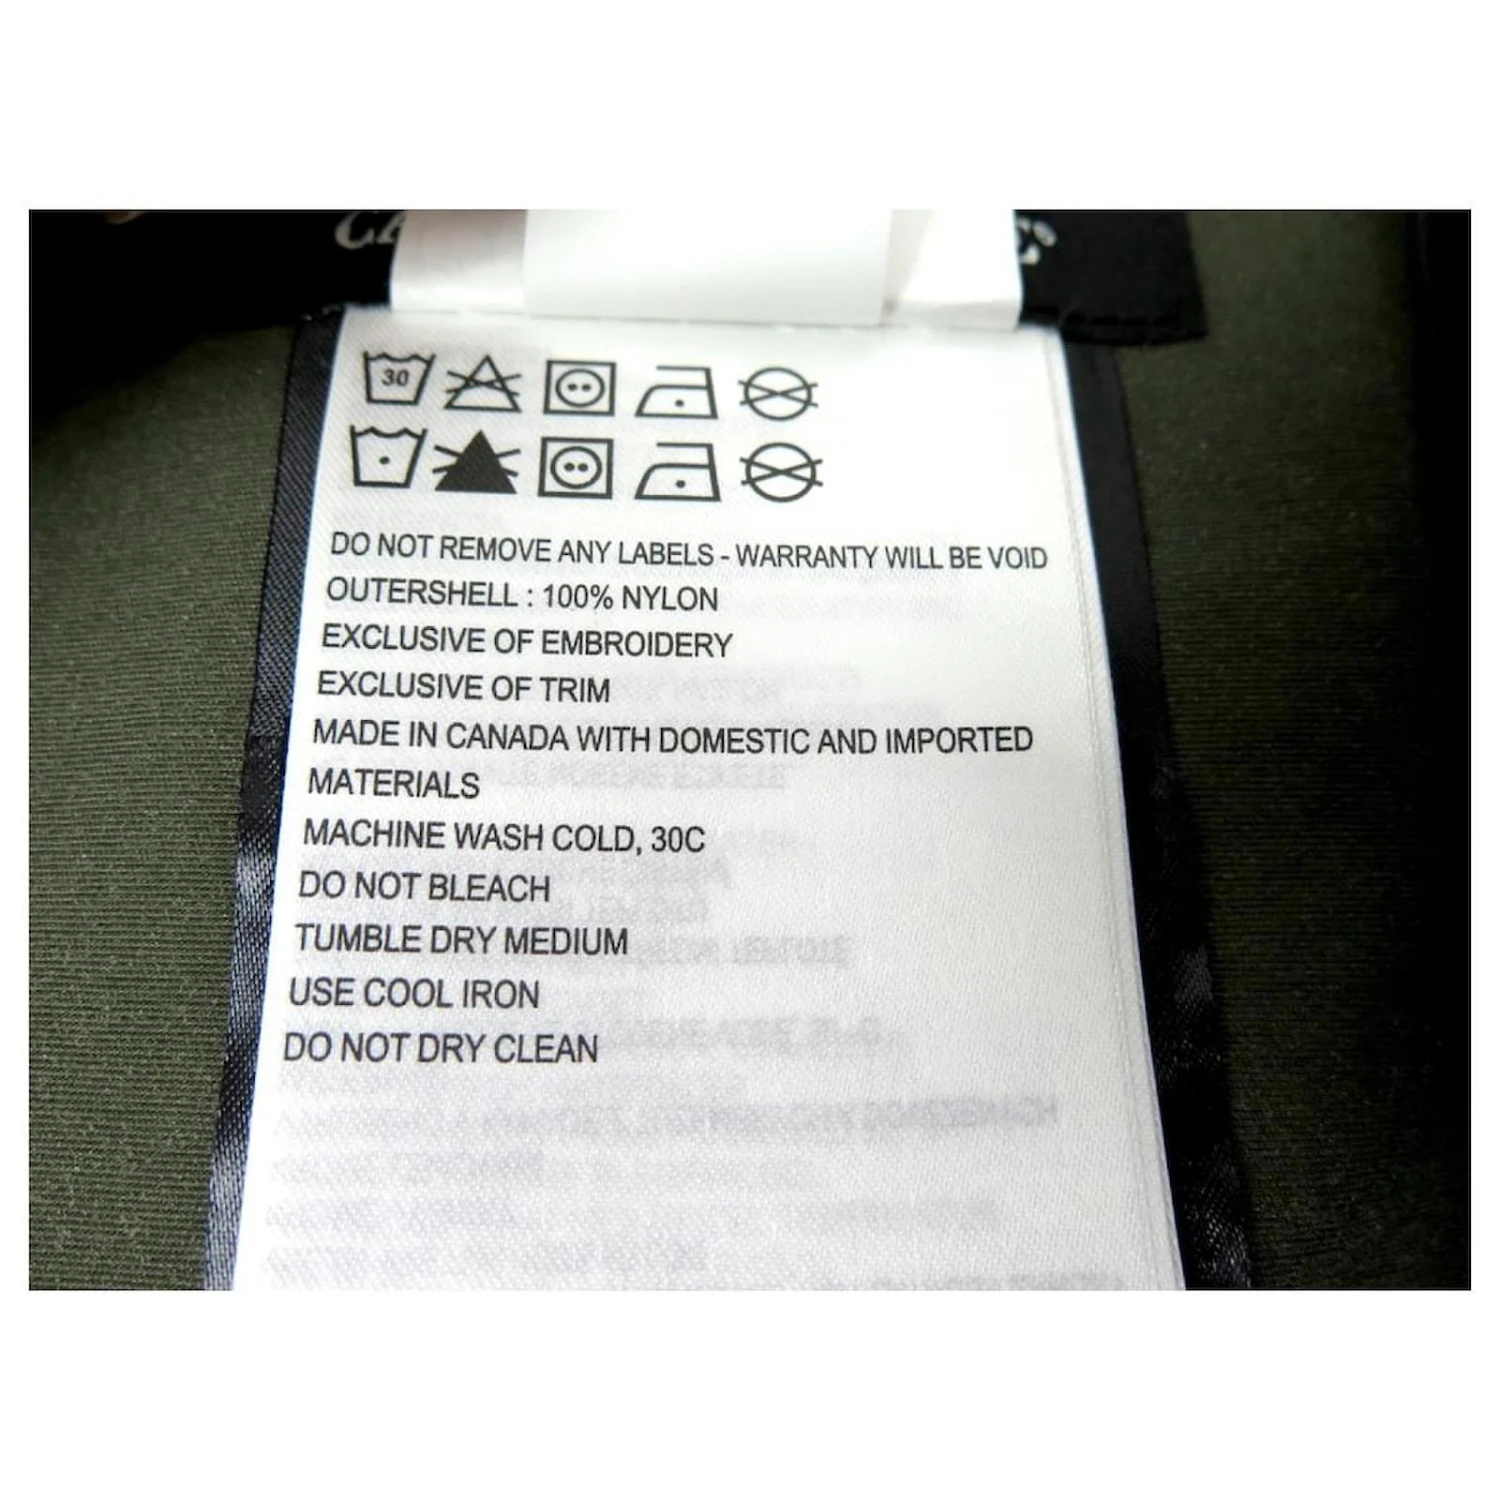 30
DO NOT REMOVE ANY LABELS - WARRANTY WILL BE VOID
OUTERSHELL : 100% NYLON
EXCLUSIVE OF EMBROIDERY
EXCLUSIVE OF TRIM
MADE IN CANADA WITH DOMESTIC AND IMPORTED
MATERIALS
MACHINE WASH COLD, 30C
DO NOT BLEACH
TUMBLE DRY MEDIUM
USE COOL IRON
DO NOT DRY CLEAN